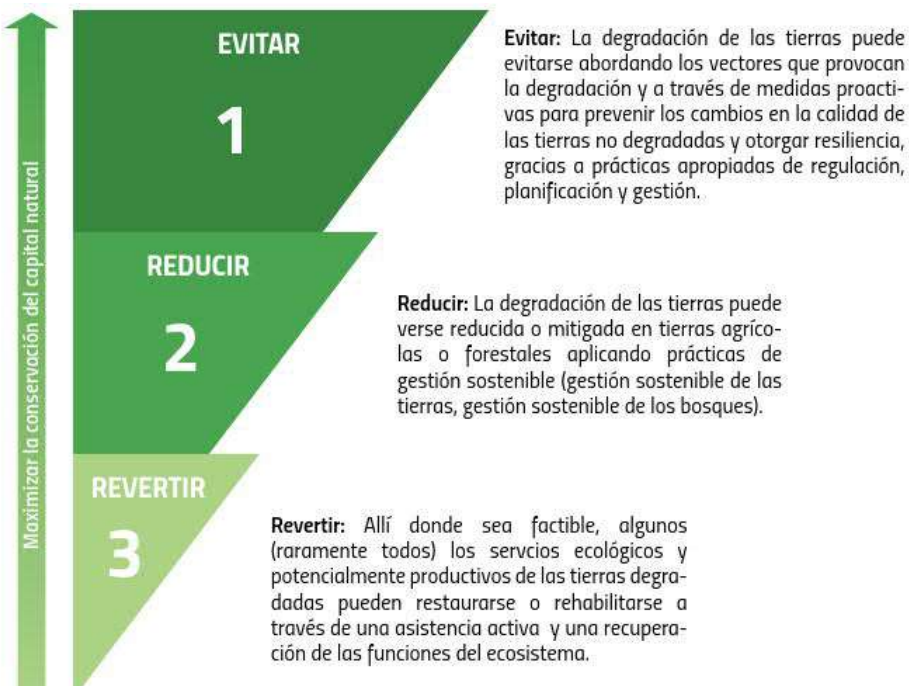 Maximizar la conservación del capital natural
EVITAR
1
Evitar: La degradación de las tierras puede
evitarse abordando los vectores que provocan
la degradación y a través de medidas proacti-
vas para prevenir los cambios en la calidad de
las tierras no degradadas y otorgar resiliencia,
gracias a prácticas apropiadas de regulación,
planificación y gestión.
REDUCIR
2
Reducir: La degradación de las tierras puede
verse reducida o mitigada en tierras agríco-
las o forestales aplicando prácticas de
gestión sostenible (gestión sostenible de las
tierras, gestión sostenible de los bosques).
REVERTIR
3
Revertir: Allí donde sea factible, algunos
(raramente todos) los servcios ecológicos y
potencialmente productivos de las tierras degra-
dadas pueden restaurarse o rehabilitarse a
través de una asistencia activa y una recupera-
ción de las funciones del ecosistema.